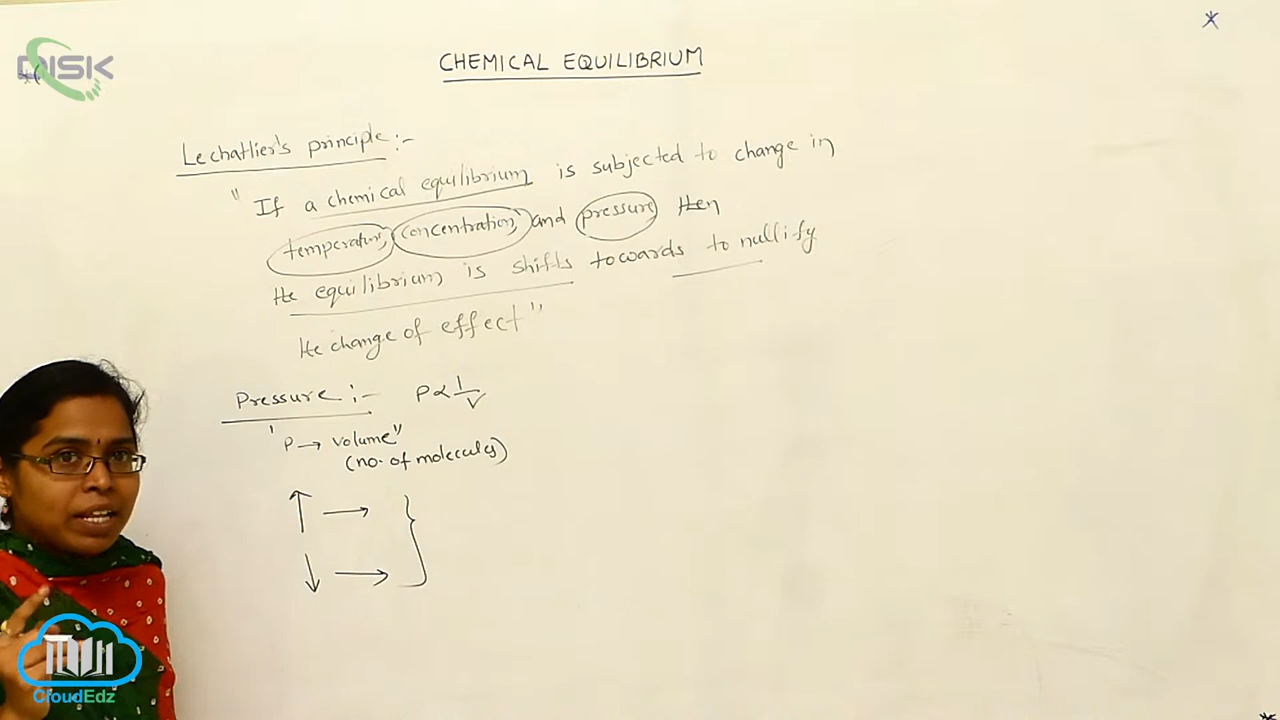 DISK
CHEMICAL EQUILIBRIUM
Lechatlier's principle :-
" If a chemical equilibrium is subjected to change in
temperature, concentration, and pressure then
the equilibrium is shifts towards to nullify
the change of effect "
Pressure :- P ∝ 1/V
"P → volume"
(no. of molecules)
↑ → }
↓ →
CloudEdz